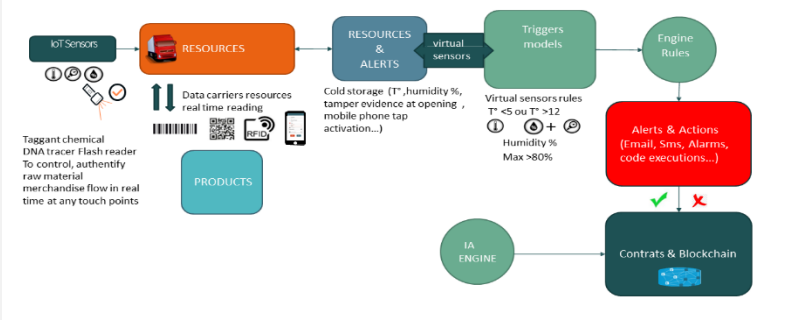 IoT Sensors
RESOURCES
RESOURCES
&
ALERTS
virtual
sensors
Triggers
models
Engine
Rules
Data carriers resources
real time reading
RFID
Cold storage (T° ,humidity %,
tamper evidence at opening ,
mobile phone tap
activation...)
Virtual sensors rules
T° <5 ou T° >12
+
Humidity %
Max >80%
Alerts & Actions
(Email, Sms, Alarms,
code executions...)
Taggant chemical
DNA tracer Flash reader
To control, authentify
raw material
merchandise flow in real
time at any touch points
PRODUCTS
IA
ENGINE
Contrats & Blockchain